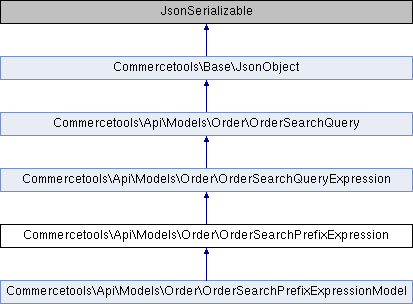 JsonSerializable
Commercetools\Base\JsonObject
Commercetools\Api\Models\Order\OrderSearchQuery
Commercetools\Api\Models\Order\OrderSearchQueryExpression
Commercetools\Api\Models\Order\OrderSearchPrefixExpression
Commercetools\Api\Models\Order\OrderSearchPrefixExpressionModel